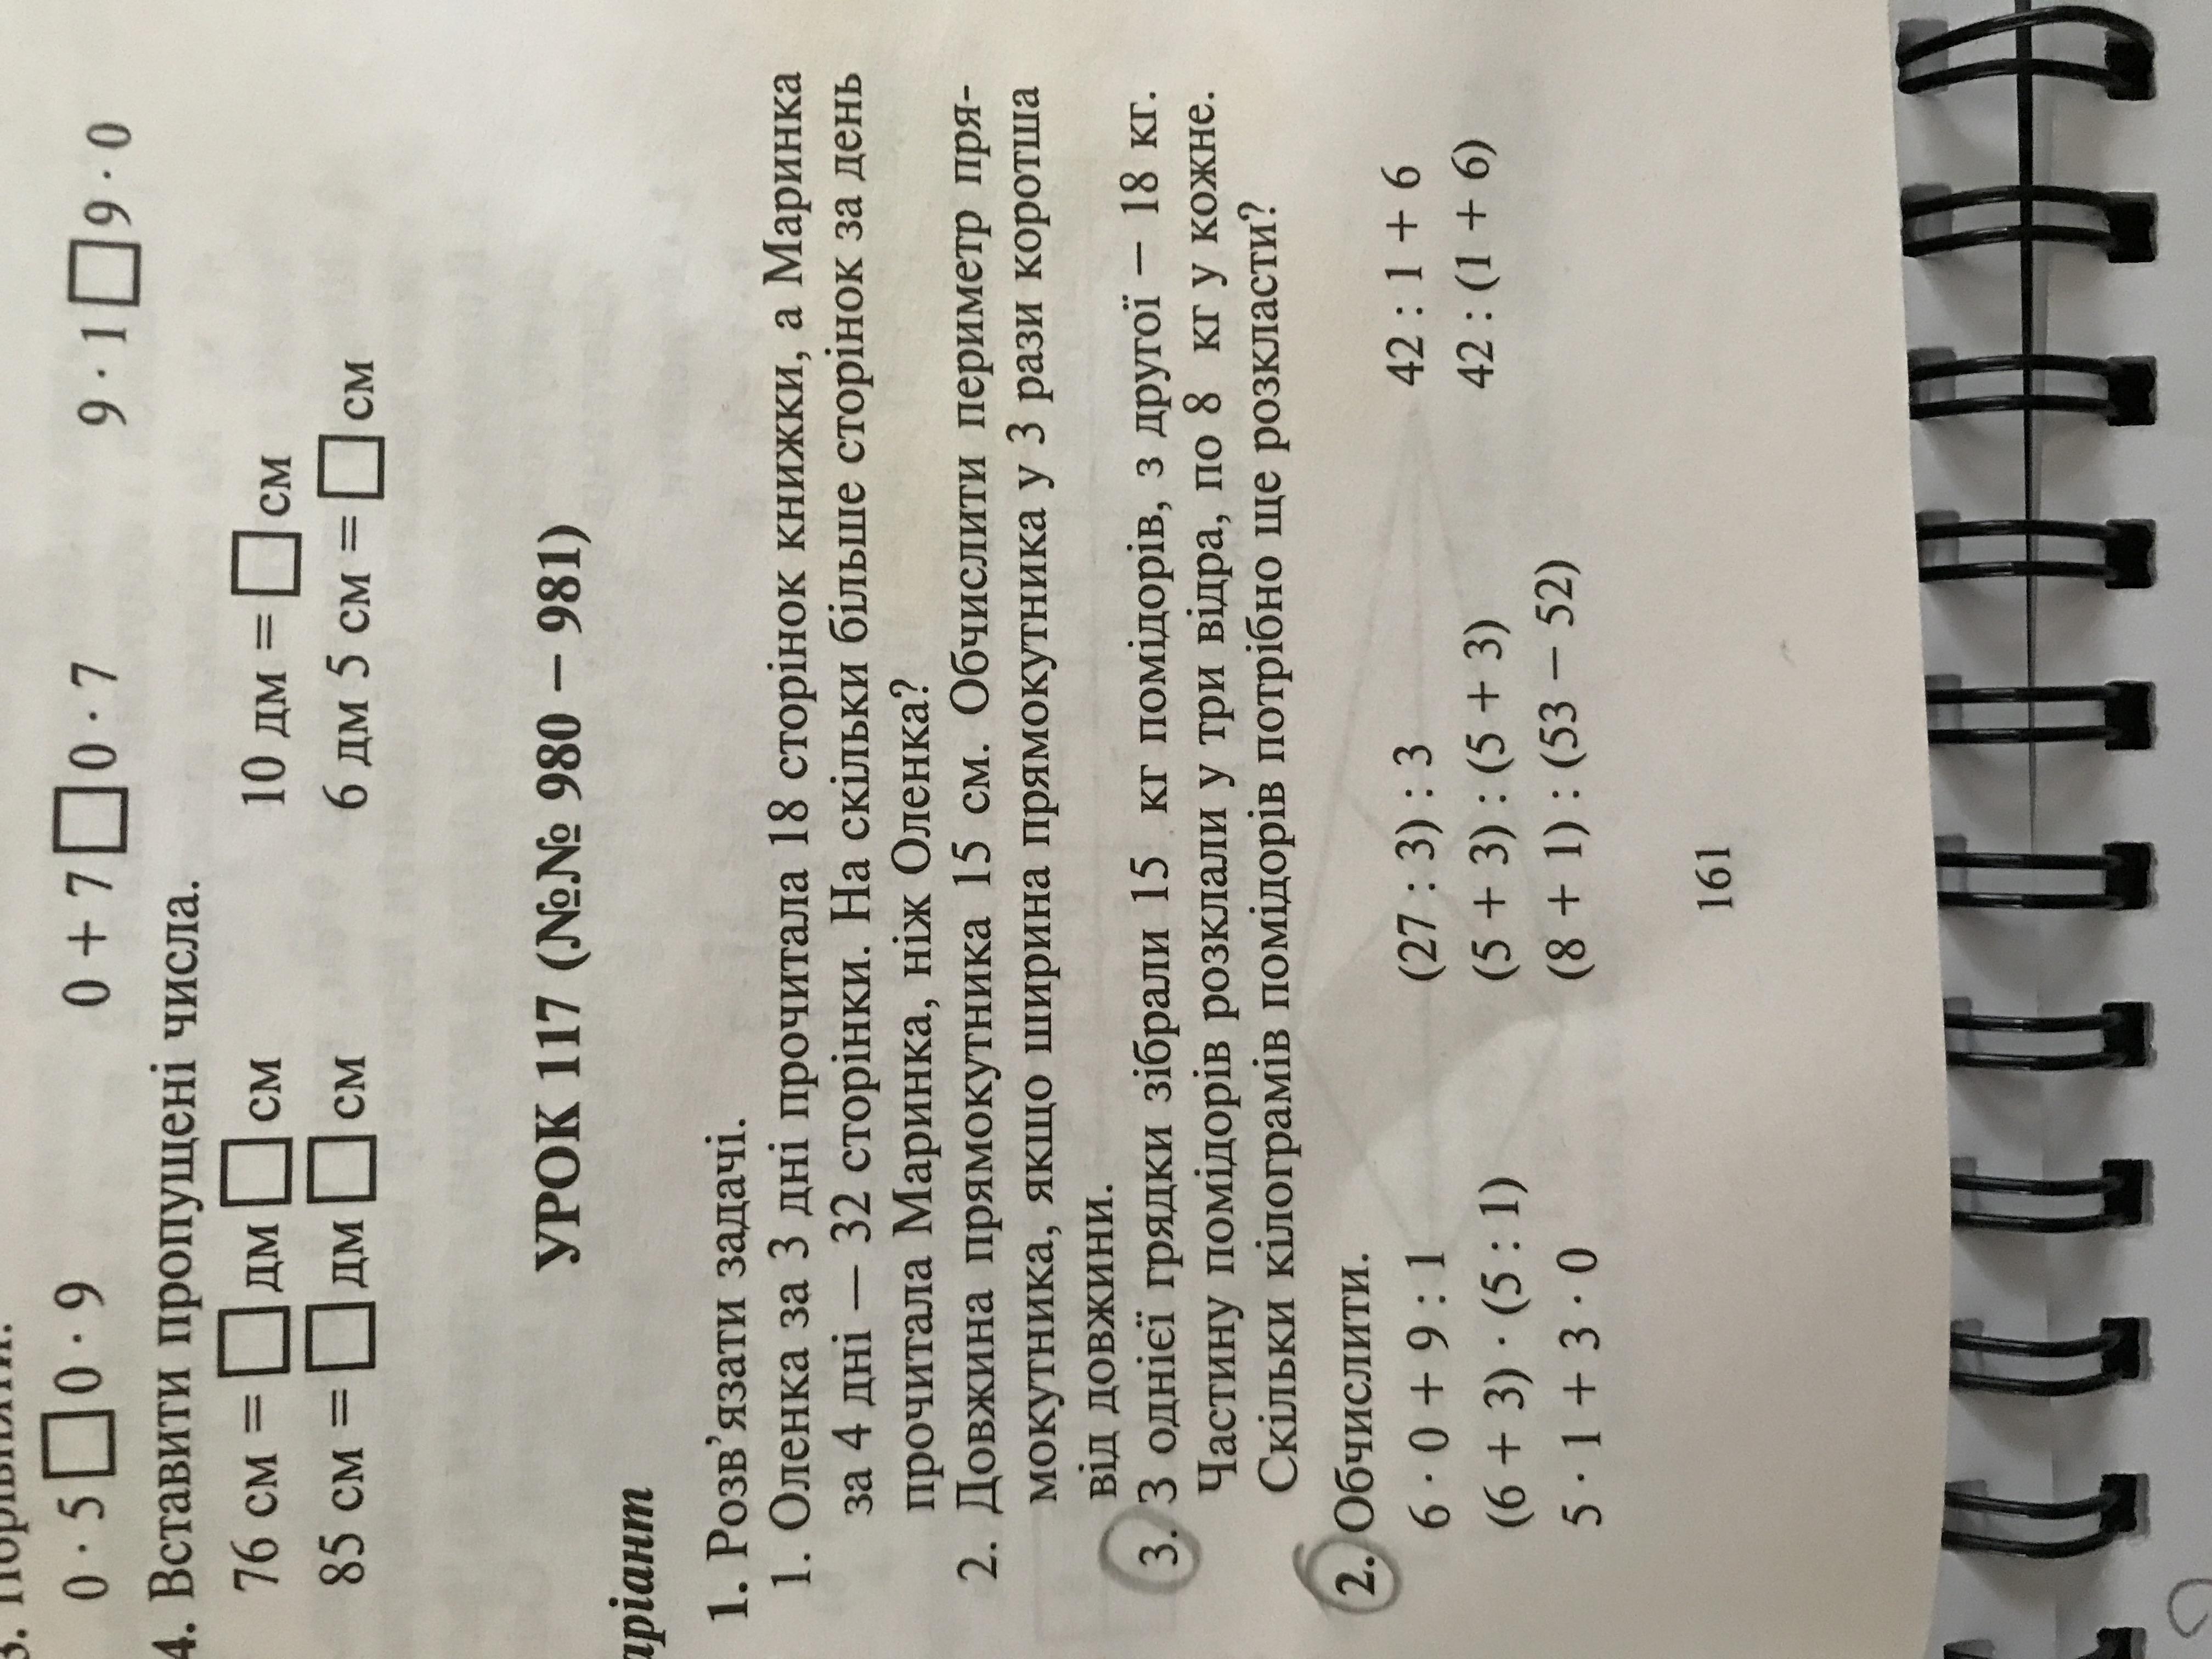 0 · 5 □ 0 · 9 0 + 7 □ 0 · 7 9 · 1 □ 9 · 0
4. Вставити пропущені числа.
76 см = □ дм □ см 10 дм = □ см
85 см = □ дм □ см 6 дм 5 см = □ см
УРОК 117 (№№ 980 – 981)
1. Розв’язати задачі.
1. Оленка за 3 дні прочитала 18 сторінок книжки, а Маринка
за 4 дні – 32 сторінки. На скільки більше сторінок за день
прочитала Маринка, ніж Оленка?
2. Довжина прямокутника 15 см. Обчислити периметр пря-
мокутника, якщо ширина прямокутника у 3 рази коротша
від довжини.
3. З однієї грядки зібрали 15 кг помідорів, з другої – 18 кг.
Частину помідорів розклали у три відра, по 8 кг у кожне.
Скільки кілограмів помідорів потрібно ще розкласти?
2. Обчислити.
6 · 0 + 9 : 1 (27 : 3) : 3 42 : 1 + 6
(6 + 3) · (5 : 1) (5 + 3) : (5 + 3) 42 : (1 + 6)
5 · 1 + 3 · 0 (8 + 1) : (53 – 52)
161